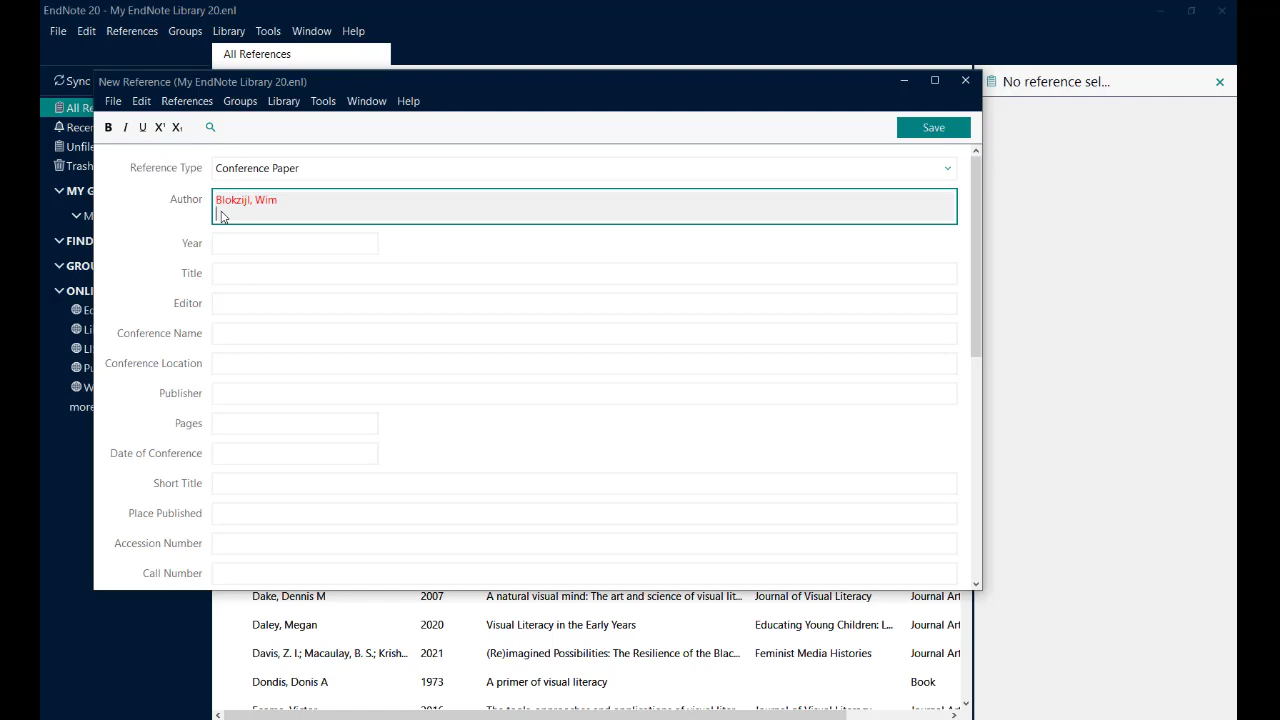 EndNote 20 - My EndNote Library 20.enl
File Edit References Groups Library Tools Window Help
All References
Sync
New Reference (My EndNote Library 20.enl)
No reference sel...
File Edit References Groups Library Tools Window Help
All Re
Recen
B I U X¹ X₁
Save
Unfile
Trash
Reference Type Conference Paper
MY G
Author Blokzijl, Wim
M
FIND
Year
GROU
Title
ONLI
Editor
Conference Name
Conference Location
Publisher
more
Pages
Date of Conference
Short Title
Place Published
Accession Number
Call Number
Dake, Dennis M 2007 A natural visual mind: The art and science of visual lit... Journal of Visual Literacy Journal Art
Daley, Megan 2020 Visual Literacy in the Early Years Educating Young Children: L... Journal Art
Davis, Z. I.; Macaulay, B. S.; Krish... 2021 (Re)imagined Possibilities: The Resilience of the Blac... Feminist Media Histories Journal Art
Dondis, Donis A 1973 A primer of visual literacy Book